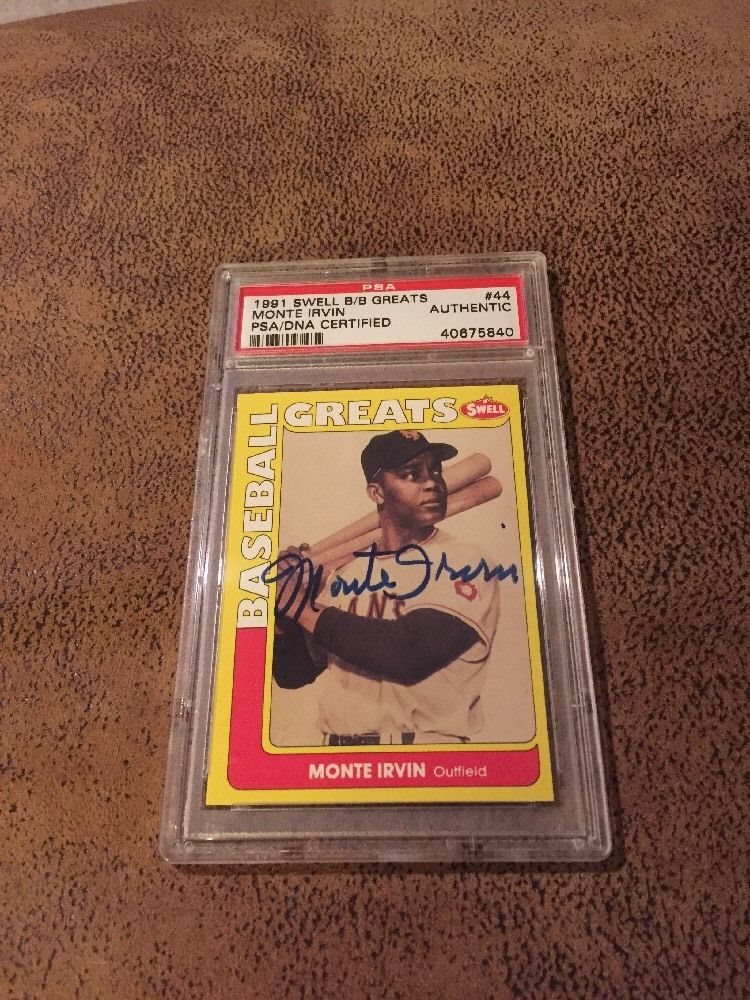 PSA
1991 SWELL B/B GREATS #44
MONTE IRVIN AUTHENTIC
PSA/DNA CERTIFIED
40675840
BASEBALL
GREATS
SWELL
Monte Irvin
IANTS
MONTE IRVIN Outfield